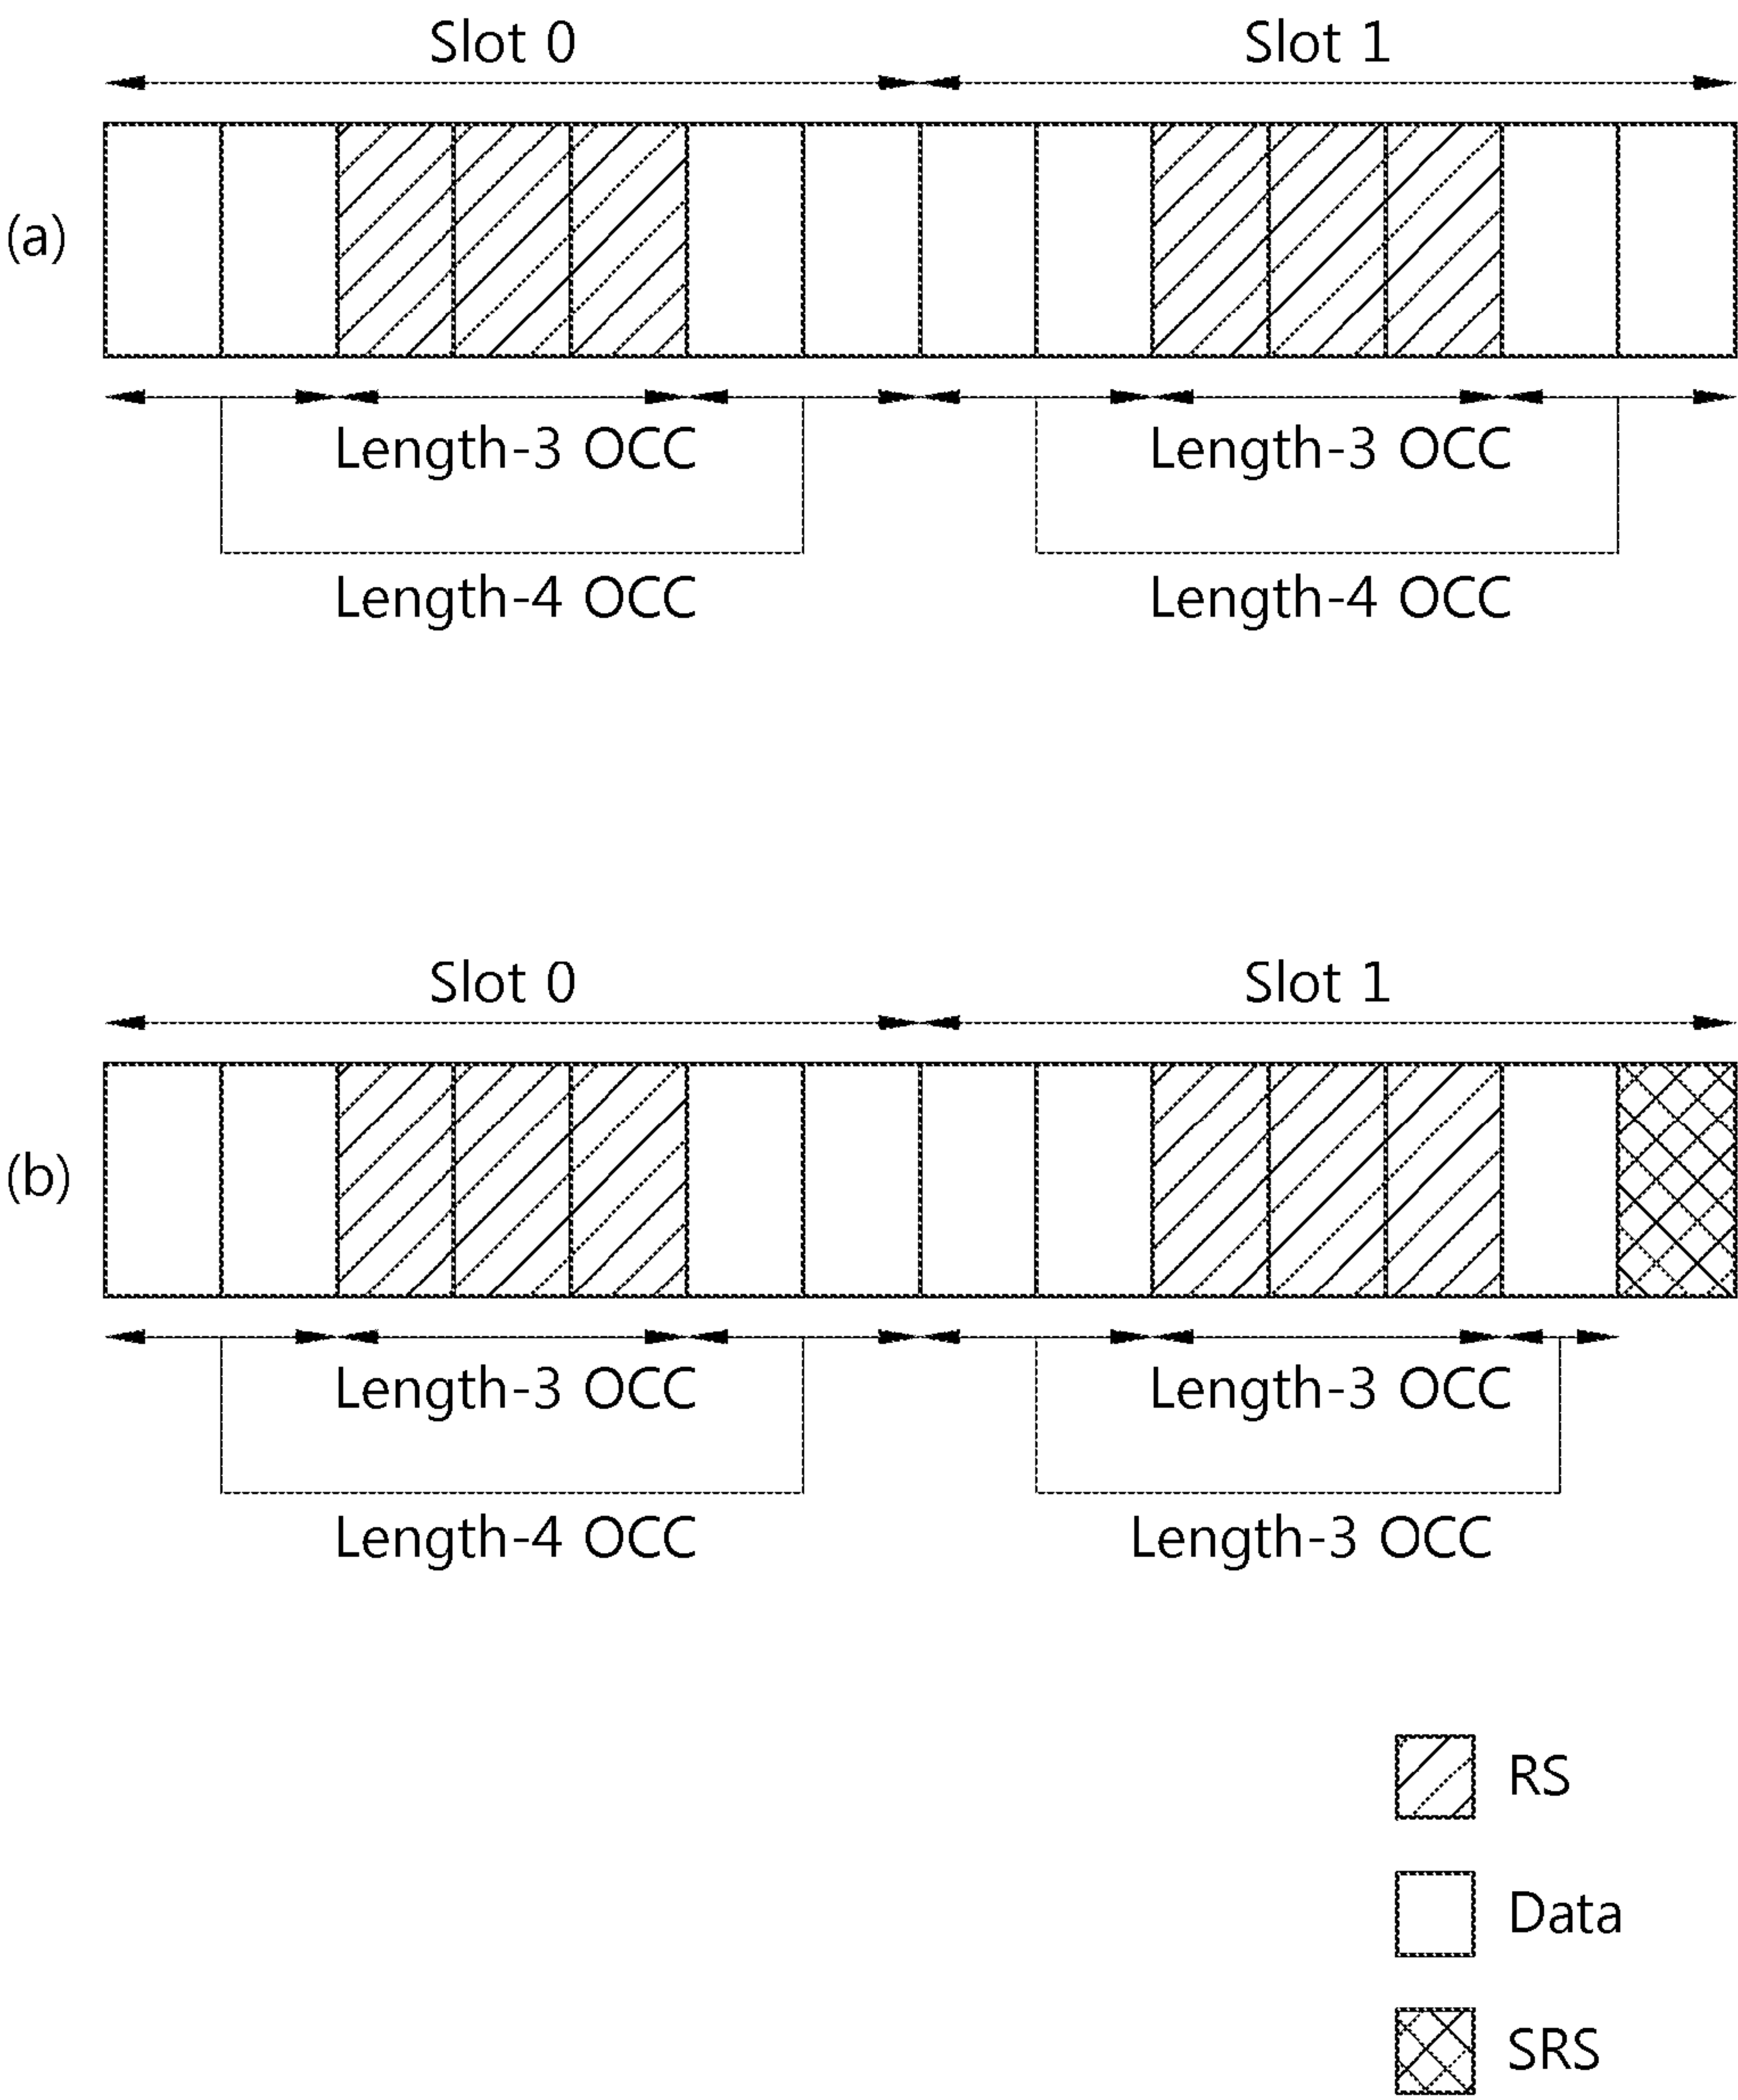 Slot 0 Slot 1
(a)
Length-3 OCC Length-3 OCC
Length-4 OCC Length-4 OCC
Slot 0 Slot 1
(b)
Length-3 OCC Length-3 OCC
Length-4 OCC Length-3 OCC
RS
Data
SRS